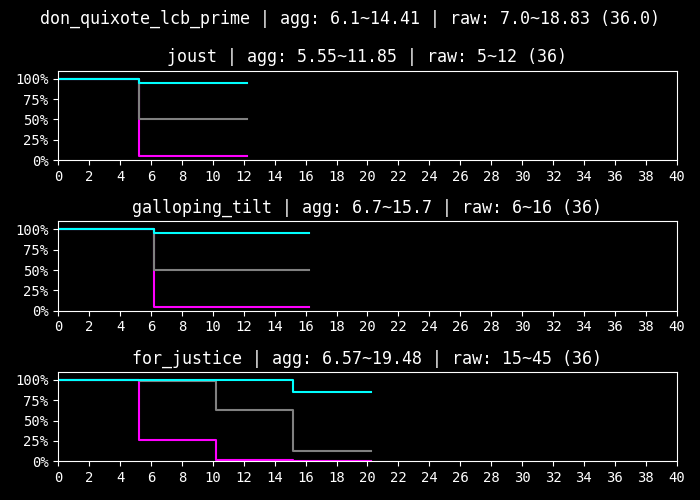 don_quixote_lcb_prime | agg: 6.1~14.41 | raw: 7.0~18.83 (36.0)
joust | agg: 5.55~11.85 | raw: 5~12 (36)
100%
75%
50%
25%
0%
0 2 4 6 8 10 12 14 16 18 20 22 24 26 28 30 32 34 36 38 40
galloping_tilt | agg: 6.7~15.7 | raw: 6~16 (36)
100%
75%
50%
25%
0%
0 2 4 6 8 10 12 14 16 18 20 22 24 26 28 30 32 34 36 38 40
for_justice | agg: 6.57~19.48 | raw: 15~45 (36)
100%
75%
50%
25%
0%
0 2 4 6 8 10 12 14 16 18 20 22 24 26 28 30 32 34 36 38 40